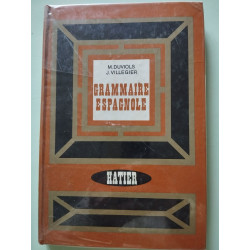 M. DUVIOLS
J. VILLEGIER
GRAMMAIRE
ESPAGNOLE
HATIER